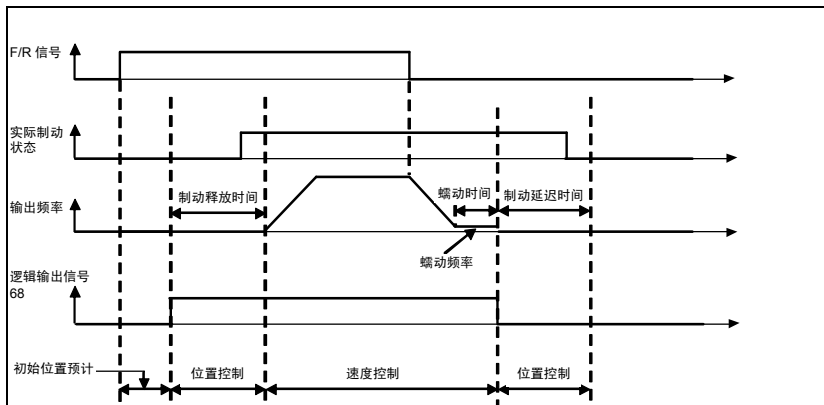 F/R 信号
实际制动
状态
制动释放时间
蠕动时间
制动延迟时间
输出频率
蠕动频率
逻辑输出信号
68
初始位置预计
位置控制
速度控制
位置控制